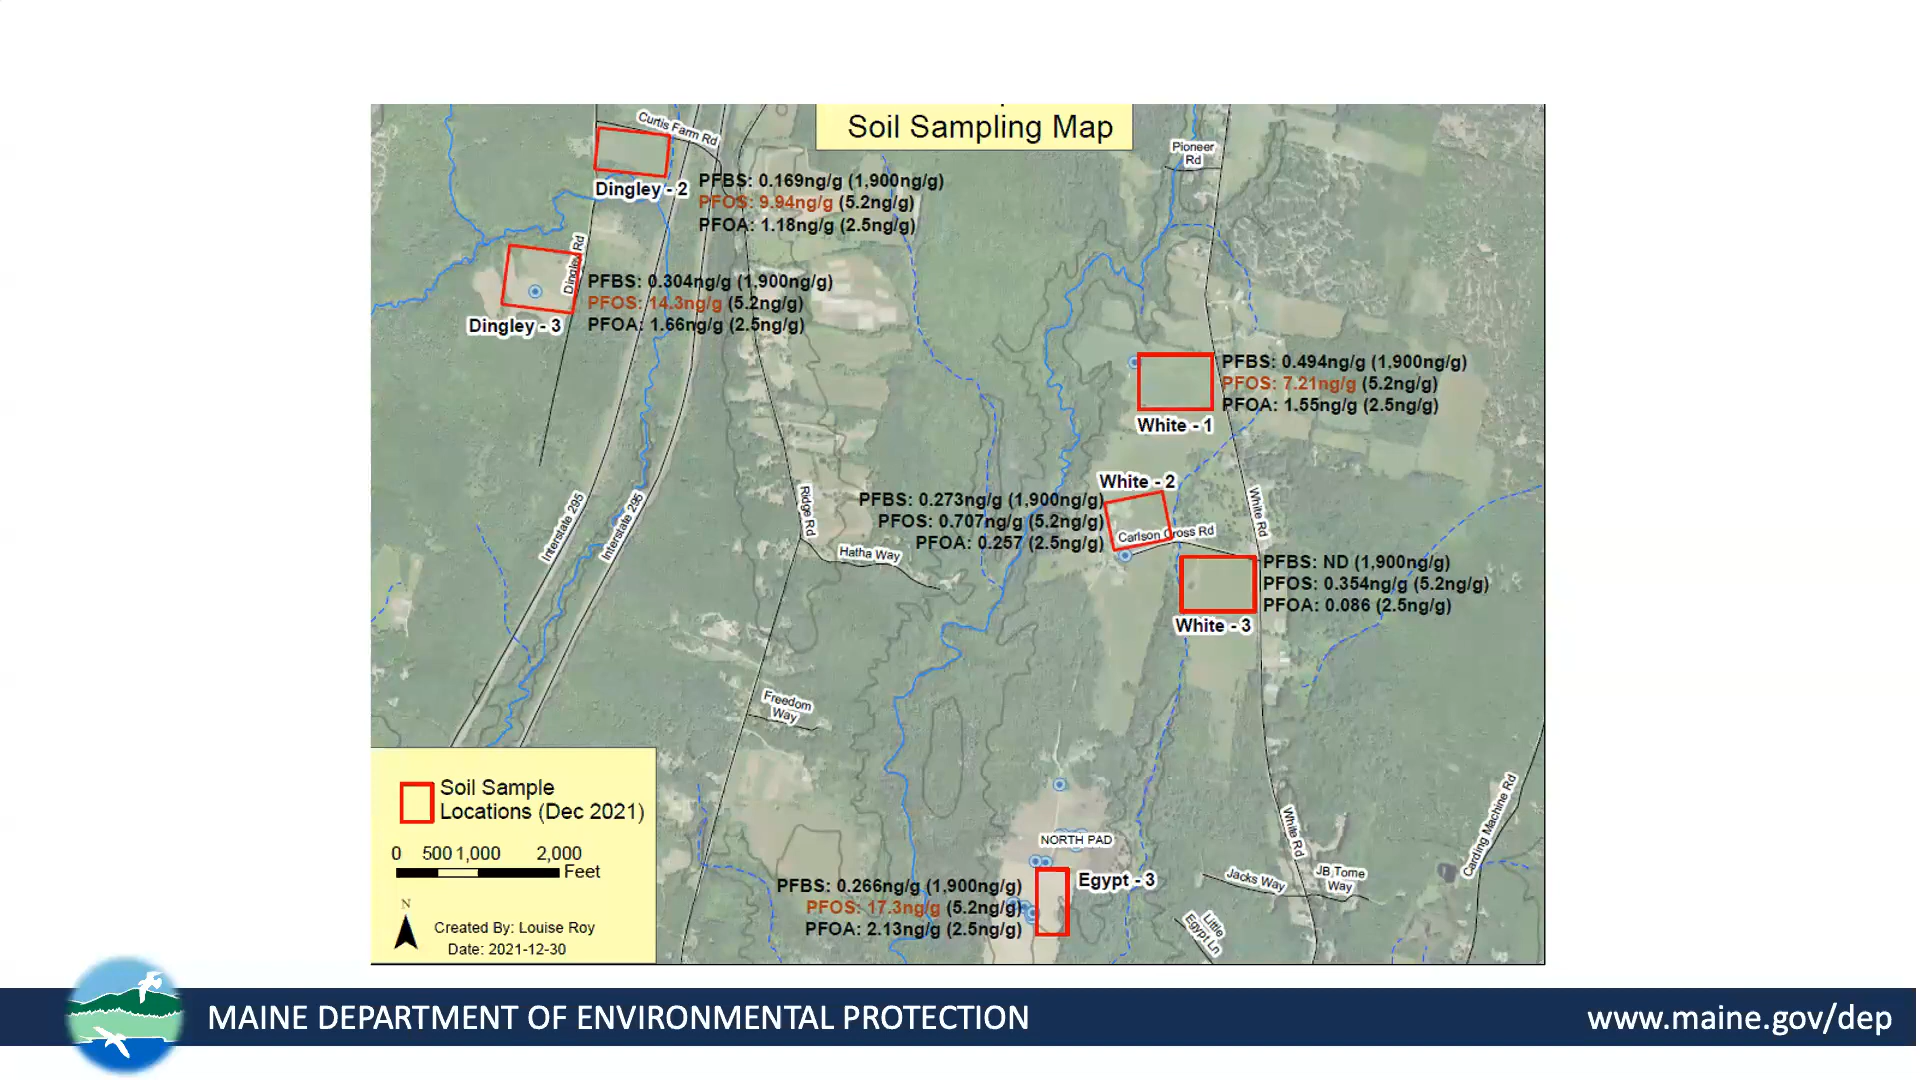 Soil Sampling Map
Curtis Farm Rd
Pioneer
Rd
Dingley - 2
PFBS: 0.169ng/g (1,900ng/g)
PFOS: 9.94ng/g (5.2ng/g)
PFOA: 1.18ng/g (2.5ng/g)
Dingley Rd
Dingley - 3
PFBS: 0.304ng/g (1,900ng/g)
PFOS: 14.3ng/g (5.2ng/g)
PFOA: 1.66ng/g (2.5ng/g)
PFBS: 0.494ng/g (1,900ng/g)
PFOS: 7.21ng/g (5.2ng/g)
PFOA: 1.55ng/g (2.5ng/g)
White - 1
White - 2
PFBS: 0.273ng/g (1,900ng/g)
PFOS: 0.707ng/g (5.2ng/g)
PFOA: 0.257 (2.5ng/g)
Carlson Cross Rd
White Rd
Interstate 295
Interstate 295
Ridge Rd
Hatha Way
PFBS: ND (1,900ng/g)
PFOS: 0.354ng/g (5.2ng/g)
PFOA: 0.086 (2.5ng/g)
White - 3
Freedom
Way
Soil Sample
Locations (Dec 2021)
0 500 1,000 2,000
Feet
N
Created By: Louise Roy
Date: 2021-12-30
NORTH PAD
Egypt - 3
PFBS: 0.266ng/g (1,900ng/g)
PFOS: 17.3ng/g (5.2ng/g)
PFOA: 2.13ng/g (2.5ng/g)
White Rd
Jacks Way
JB Tome
Way
Carding Machine Rd
Little
Egypt Ln
MAINE DEPARTMENT OF ENVIRONMENTAL PROTECTION
www.maine.gov/dep